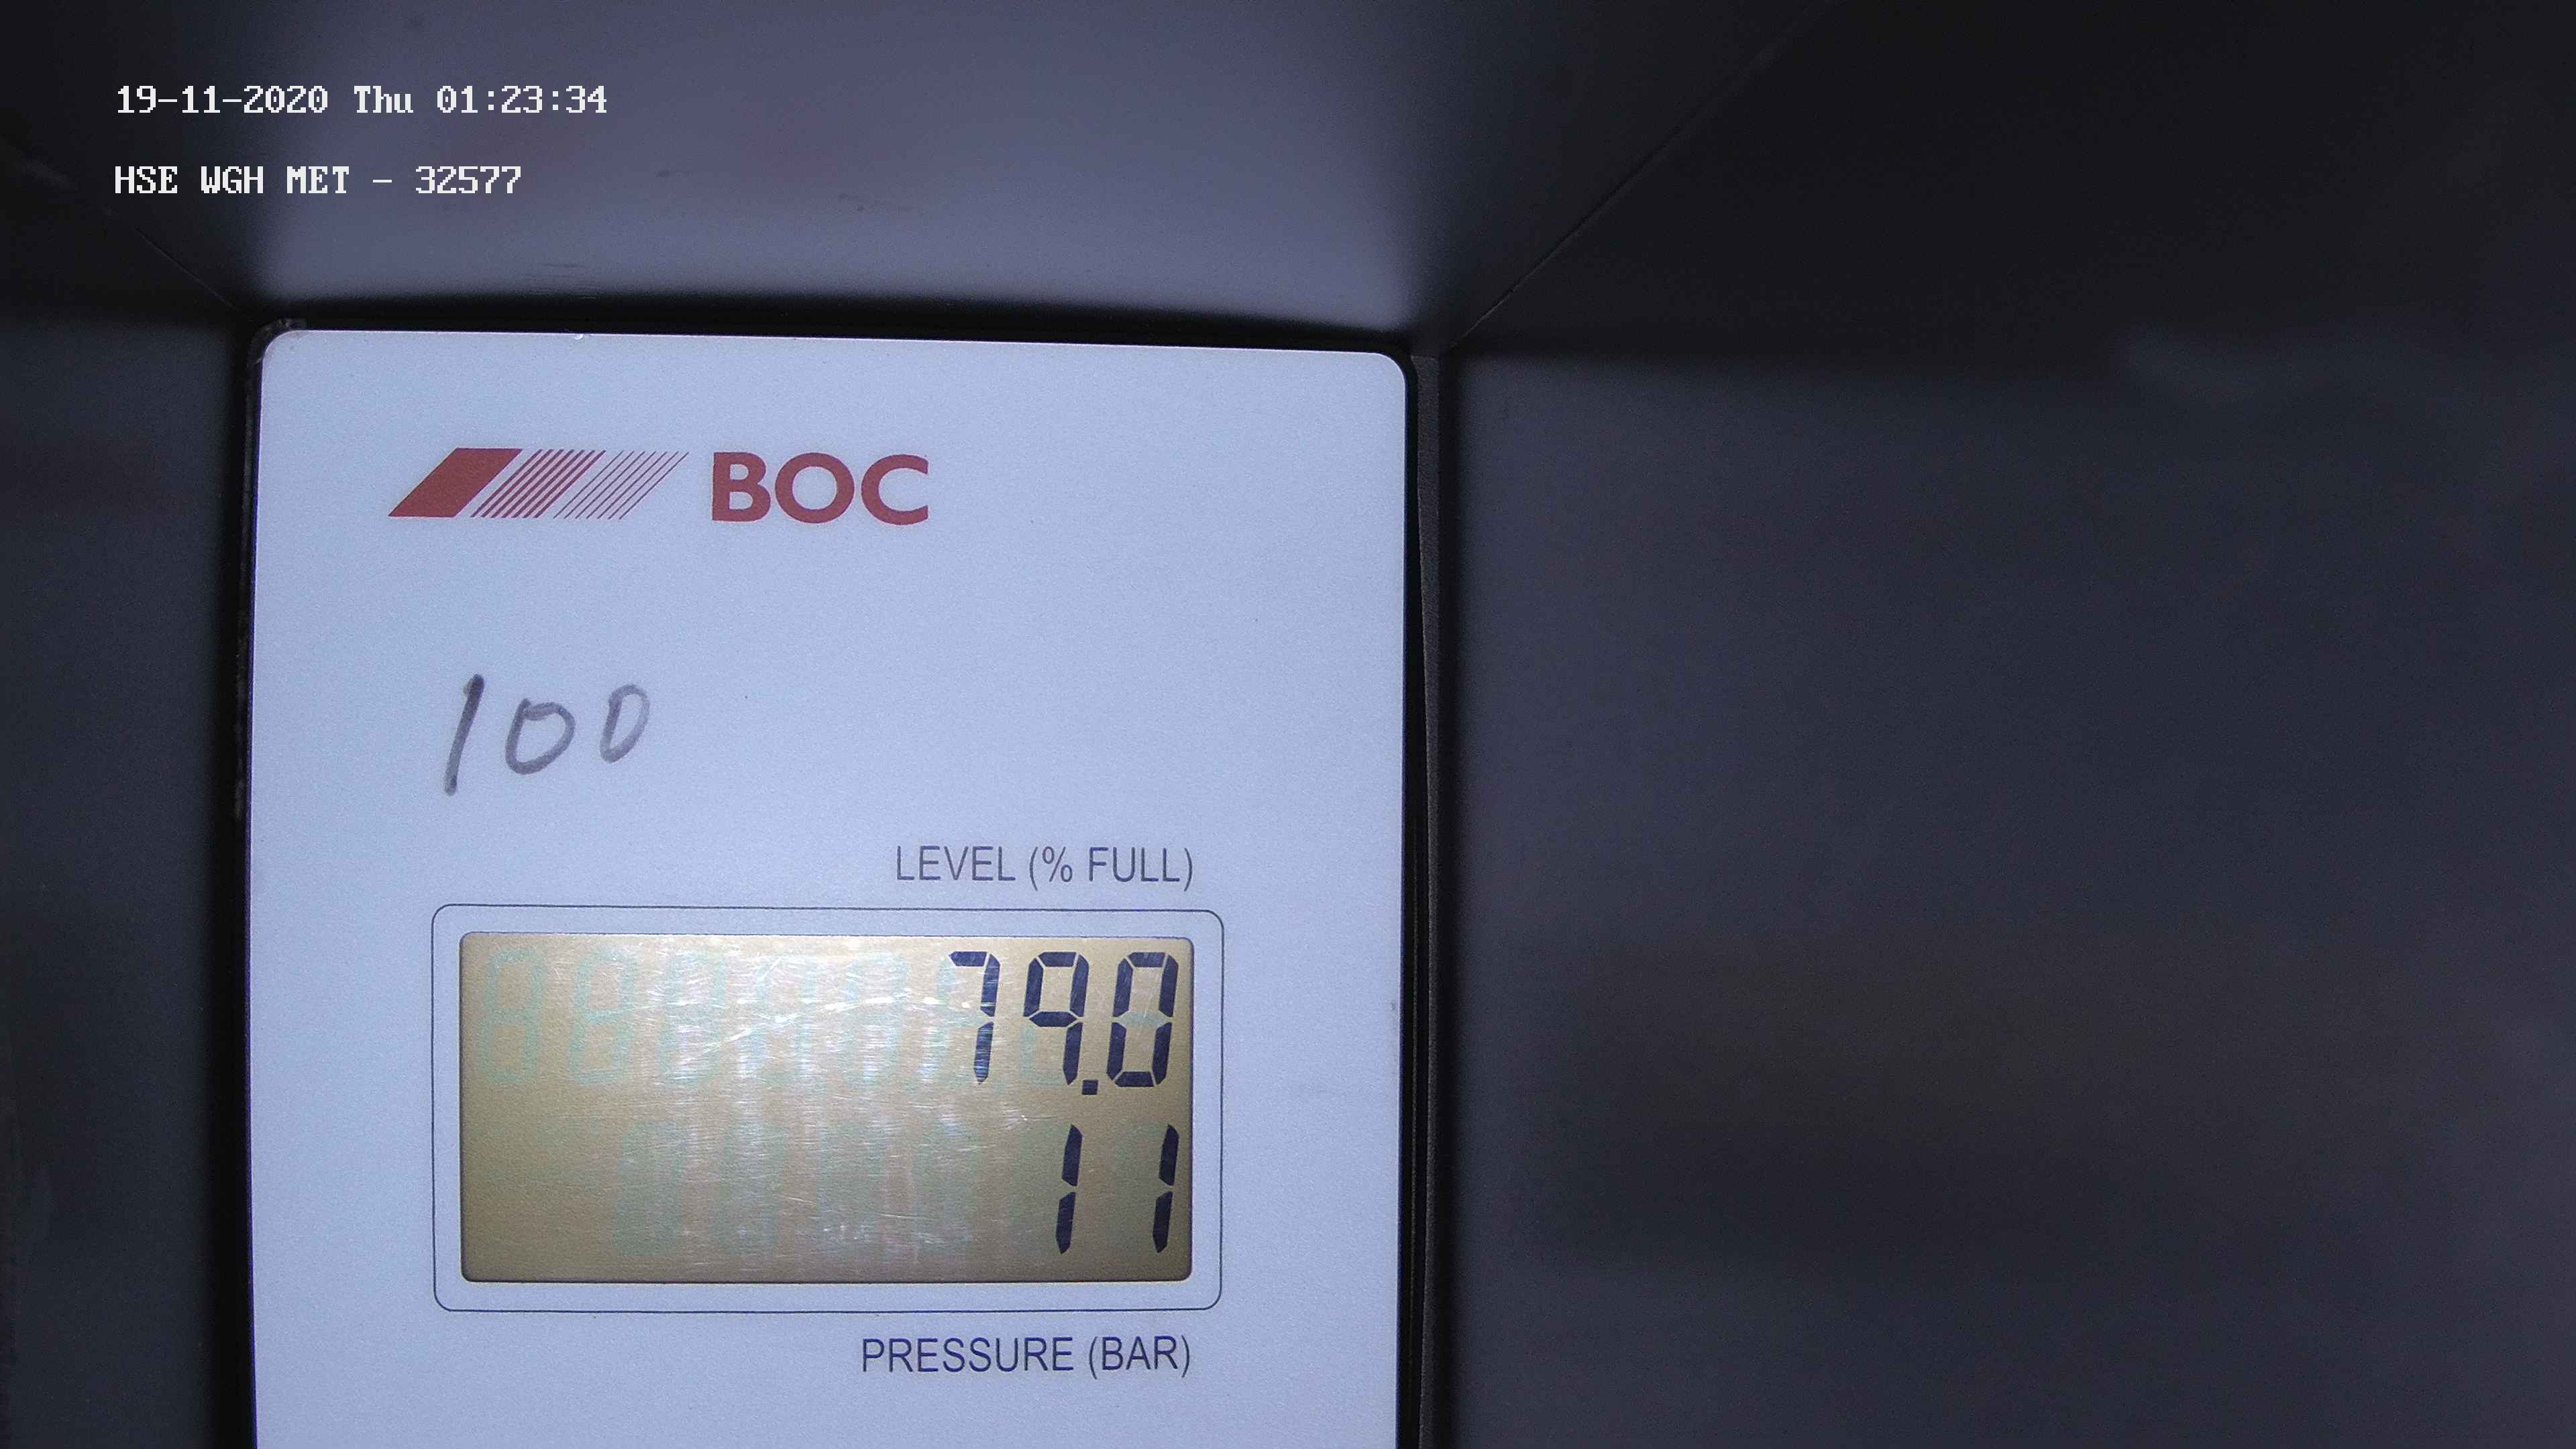 19-11-2020 Thu 01:23:34
HSE WGH MET - 32577
BOC
100
LEVEL (% FULL)
79.0
11
PRESSURE (BAR)